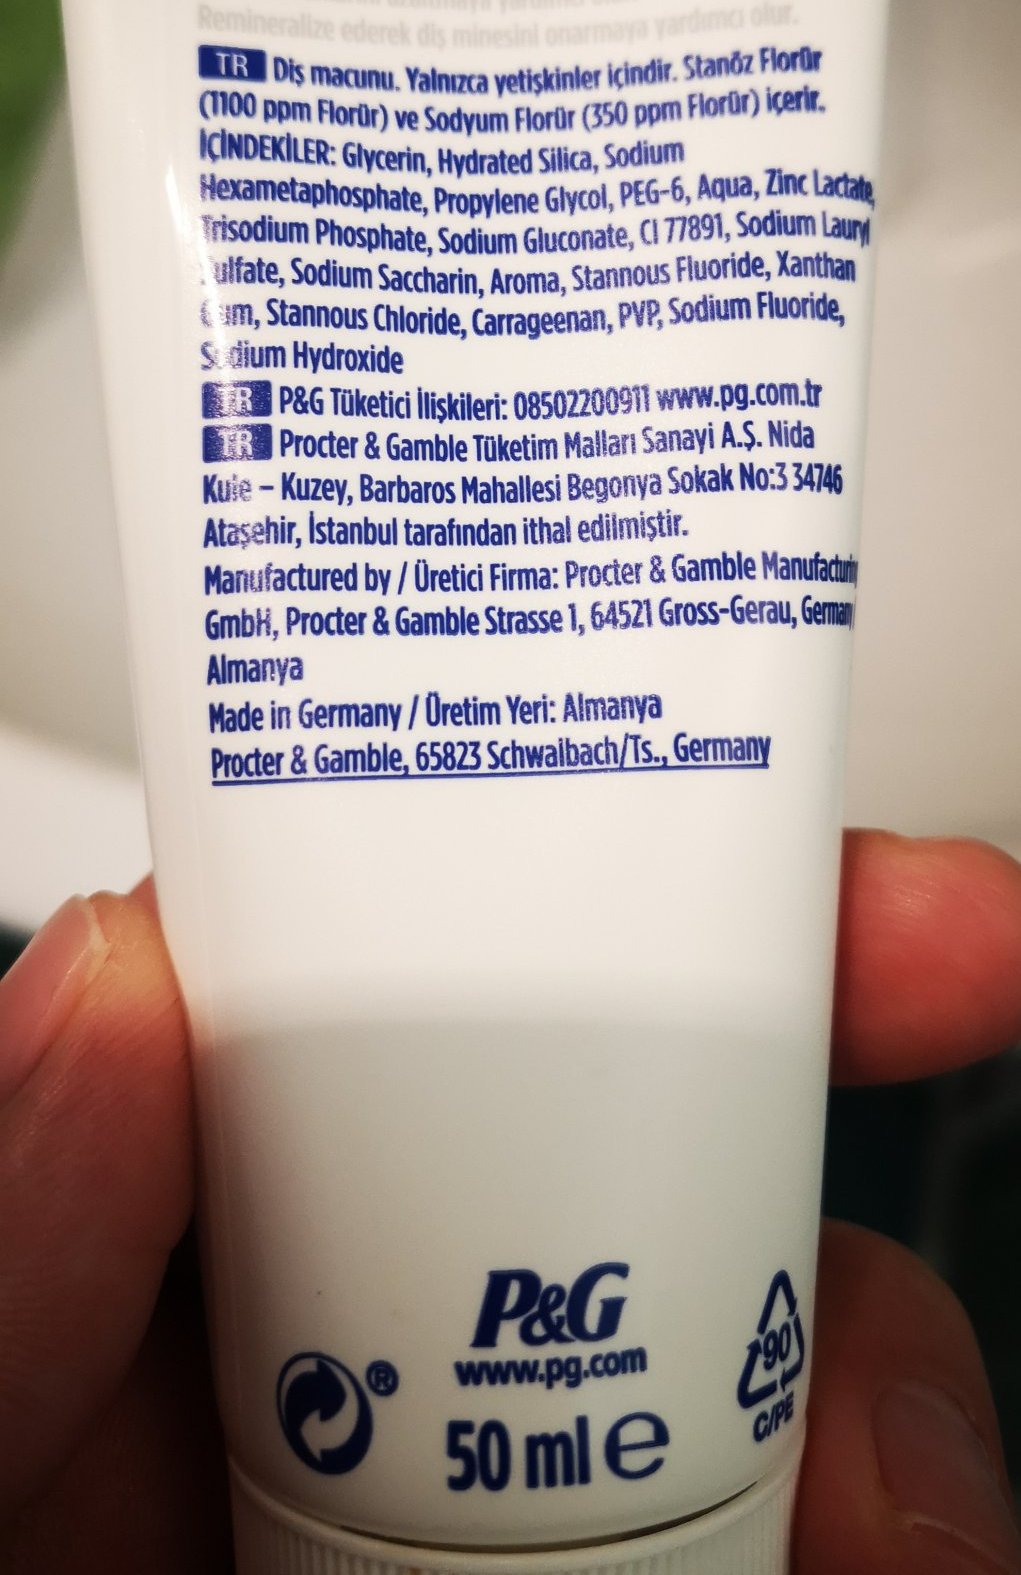 Remineralize ederek diş minesini onarmaya yardımcı olur.
TR Diş macunu. Yalnızca yetişkinler içindir. Stanöz Florür
(1100 ppm Florür) ve Sodyum Florür (350 ppm Florür) içerir.
İÇİNDEKİLER: Glycerin, Hydrated Silica, Sodium
Hexametaphosphate, Propylene Glycol, PEG-6, Aqua, Zinc Lactate,
Trisodium Phosphate, Sodium Gluconate, CI 77891, Sodium Lauryl
Sulfate, Sodium Saccharin, Aroma, Stannous Fluoride, Xanthan
Gum, Stannous Chloride, Carrageenan, PVP, Sodium Fluoride,
Sodium Hydroxide
TR P&G Tüketici İlişkileri: 08502200911 www.pg.com.tr
TR Procter & Gamble Tüketim Malları Sanayi A.Ş. Nida
Kule – Kuzey, Barbaros Mahallesi Begonya Sokak No:3 34746
Ataşehir, İstanbul tarafından ithal edilmiştir.
Manufactured by / Üretici Firma: Procter & Gamble Manufacturing
GmbH, Procter & Gamble Strasse 1, 64521 Gross-Gerau, Germany/
Almanya
Made in Germany / Üretim Yeri: Almanya
Procter & Gamble, 65823 Schwalbach/Ts., Germany
P&G
www.pg.com
®
50 ml e
90
C/PE